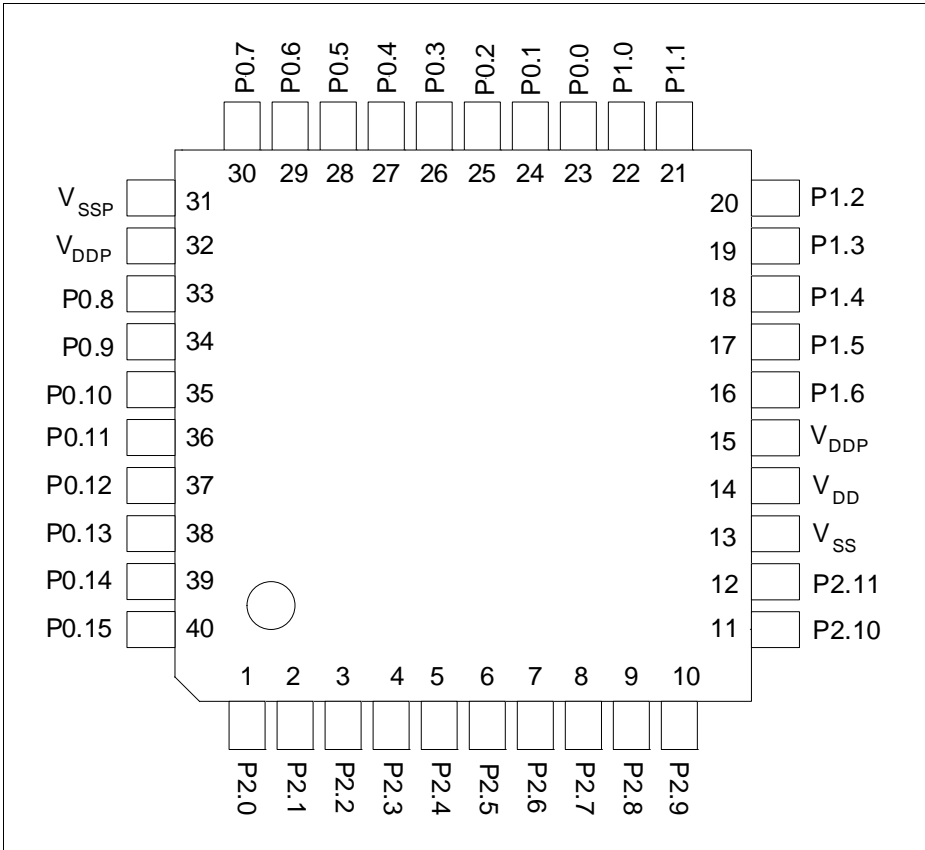 P0.7 P0.6 P0.5 P0.4 P0.3 P0.2 P0.1 P0.0 P1.0 P1.1
30 29 28 27 26 25 24 23 22 21
VSSP 31 20 P1.2
VDDP 32 19 P1.3
P0.8 33 18 P1.4
P0.9 34 17 P1.5
P0.10 35 16 P1.6
P0.11 36 15 VDDP
P0.12 37 14 VDD
P0.13 38 13 VSS
P0.14 39 12 P2.11
P0.15 40 11 P2.10
1 2 3 4 5 6 7 8 9 10
P2.0 P2.1 P2.2 P2.3 P2.4 P2.5 P2.6 P2.7 P2.8 P2.9